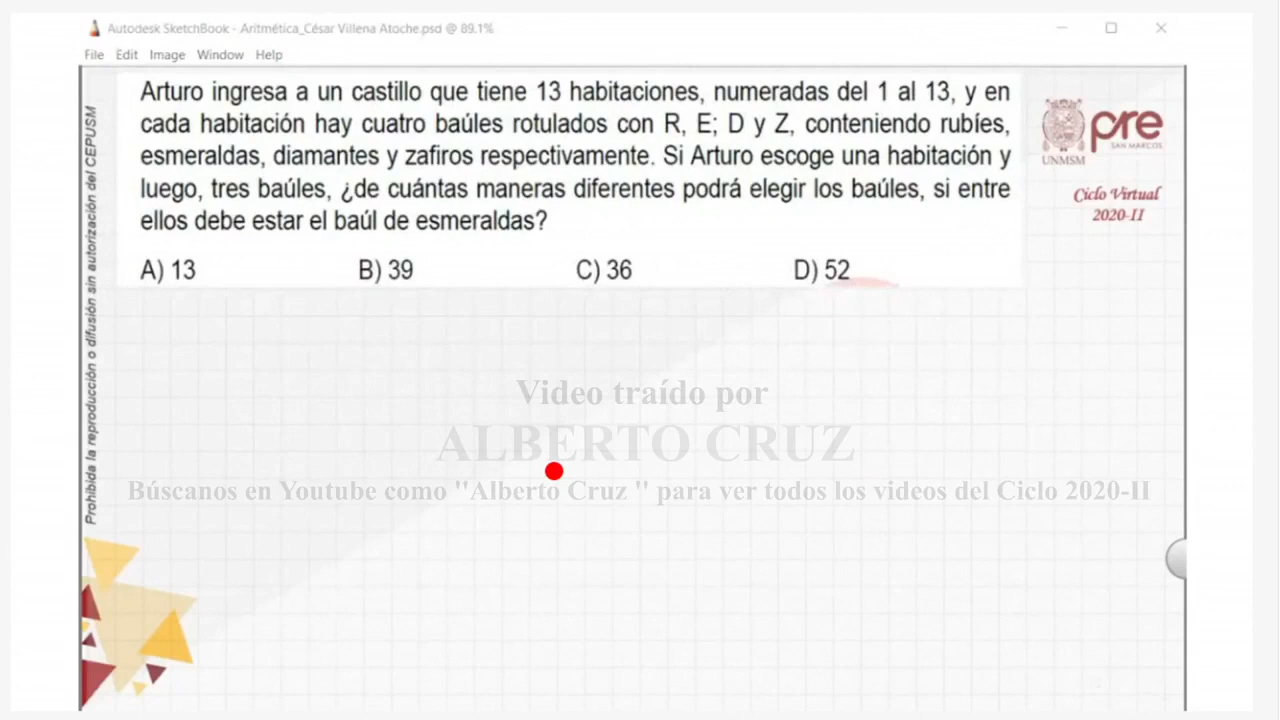 Autodesk SketchBook - Aritmética_César Villena Atoche.psd @ 89.1%
File Edit Image Window Help
Arturo ingresa a un castillo que tiene 13 habitaciones, numeradas del 1 al 13, y en
cada habitación hay cuatro baúles rotulados con R, E; D y Z, conteniendo rubíes,
esmeraldas, diamantes y zafiros respectivamente. Si Arturo escoge una habitación y
luego, tres baúles, ¿de cuántas maneras diferentes podrá elegir los baúles, si entre
ellos debe estar el baúl de esmeraldas?
A) 13 B) 39 C) 36 D) 52
Prohibida la reproducción o difusión sin autorización del CEPUSM
UNMSM
pre
SAN MARCOS
Ciclo Virtual
2020-II
Video traído por
ALBERTO CRUZ
Búscanos en Youtube como "Alberto Cruz " para ver todos los videos del Ciclo 2020-II